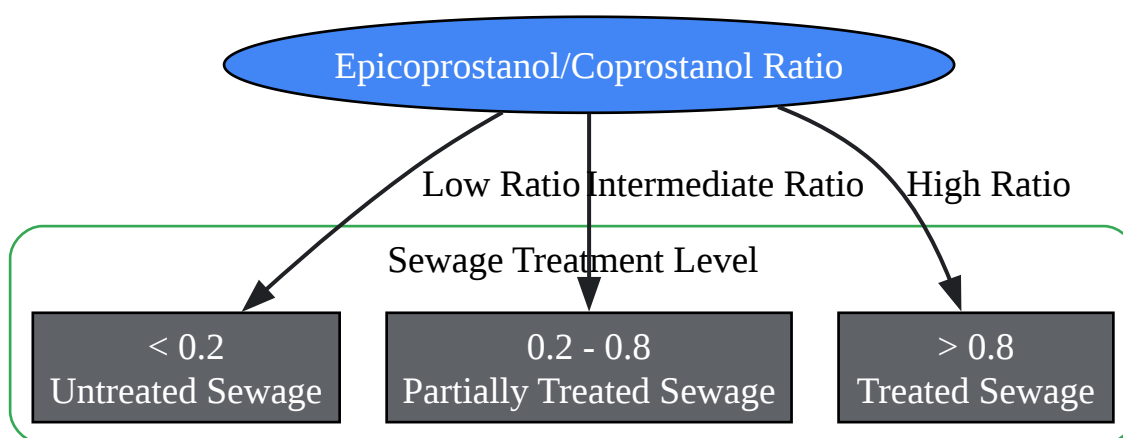 Epicoprostanol/Coprostanol Ratio
Low Ratio
Intermediate Ratio
High Ratio
Sewage Treatment Level
< 0.2
Untreated Sewage
0.2 - 0.8
Partially Treated Sewage
> 0.8
Treated Sewage